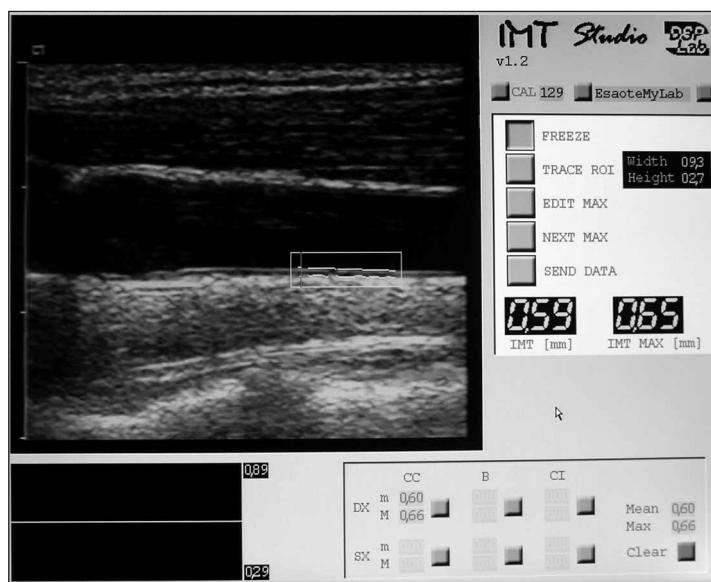 IMT Studio DSP Lab
v1.2
CAL 129 EsaoteMyLab
FREEZE
TRACE ROI Width 09,3
Height 02,7
EDIT MAX
NEXT MAX
SEND DATA
0,59 0,65
IMT [mm] IMT MAX [mm]
0,89
0,29
CC B CI
DX m 0,60
M 0,66
SX m
M
Mean 0,60
Max 0,66
Clear